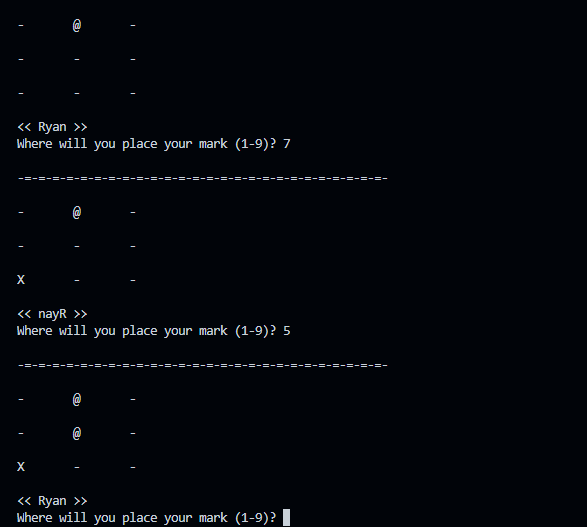 -       @       -
-       -       -
-       -       -
<< Ryan >>
Where will you place your mark (1-9)? 7
-=-=-=-=-=-=-=-=-=-=-=-=-=-=-=-=-=-=-=-=-=-=-=-=-=-=-
-       @       -
-       -       -
X       -       -
<< nayR >>
Where will you place your mark (1-9)? 5
-=-=-=-=-=-=-=-=-=-=-=-=-=-=-=-=-=-=-=-=-=-=-=-=-=-=-
-       @       -
-       @       -
X       -       -
<< Ryan >>
Where will you place your mark (1-9)?